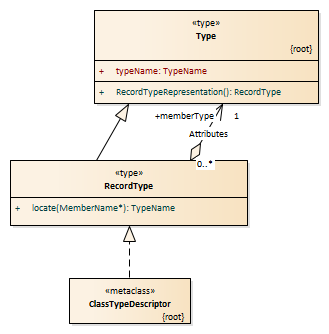 «type»
Type
{root}
+ typeName: TypeName
+ RecordTypeRepresentation(): RecordType
+memberType 1
Attributes
0..*
«type»
RecordType
+ locate(MemberName*): TypeName
«metaclass»
ClassTypeDescriptor
{root}